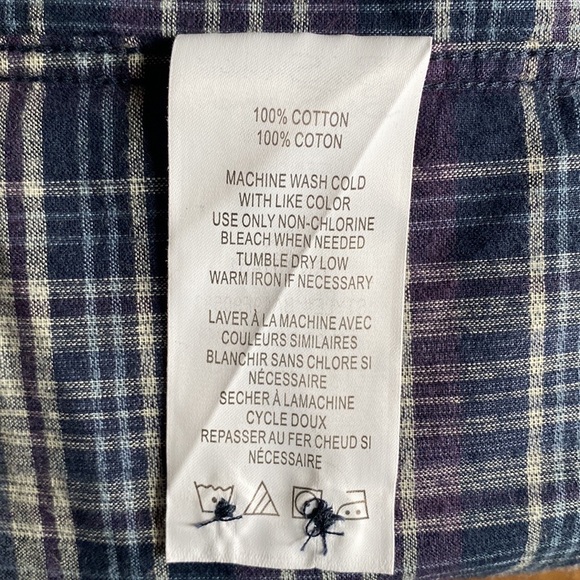 100% COTTON
100% COTON
MACHINE WASH COLD
WITH LIKE COLOR
USE ONLY NON-CHLORINE
BLEACH WHEN NEEDED
TUMBLE DRY LOW
WARM IRON IF NECESSARY
LAVER À LA MACHINE AVEC
COULEURS SIMILAIRES
BLANCHIR SANS CHLORE SI
NÉCESSAIRE
SECHER À LAMACHINE
CYCLE DOUX
REPASSER AU FER CHEUD SI
NÉCESSAIRE